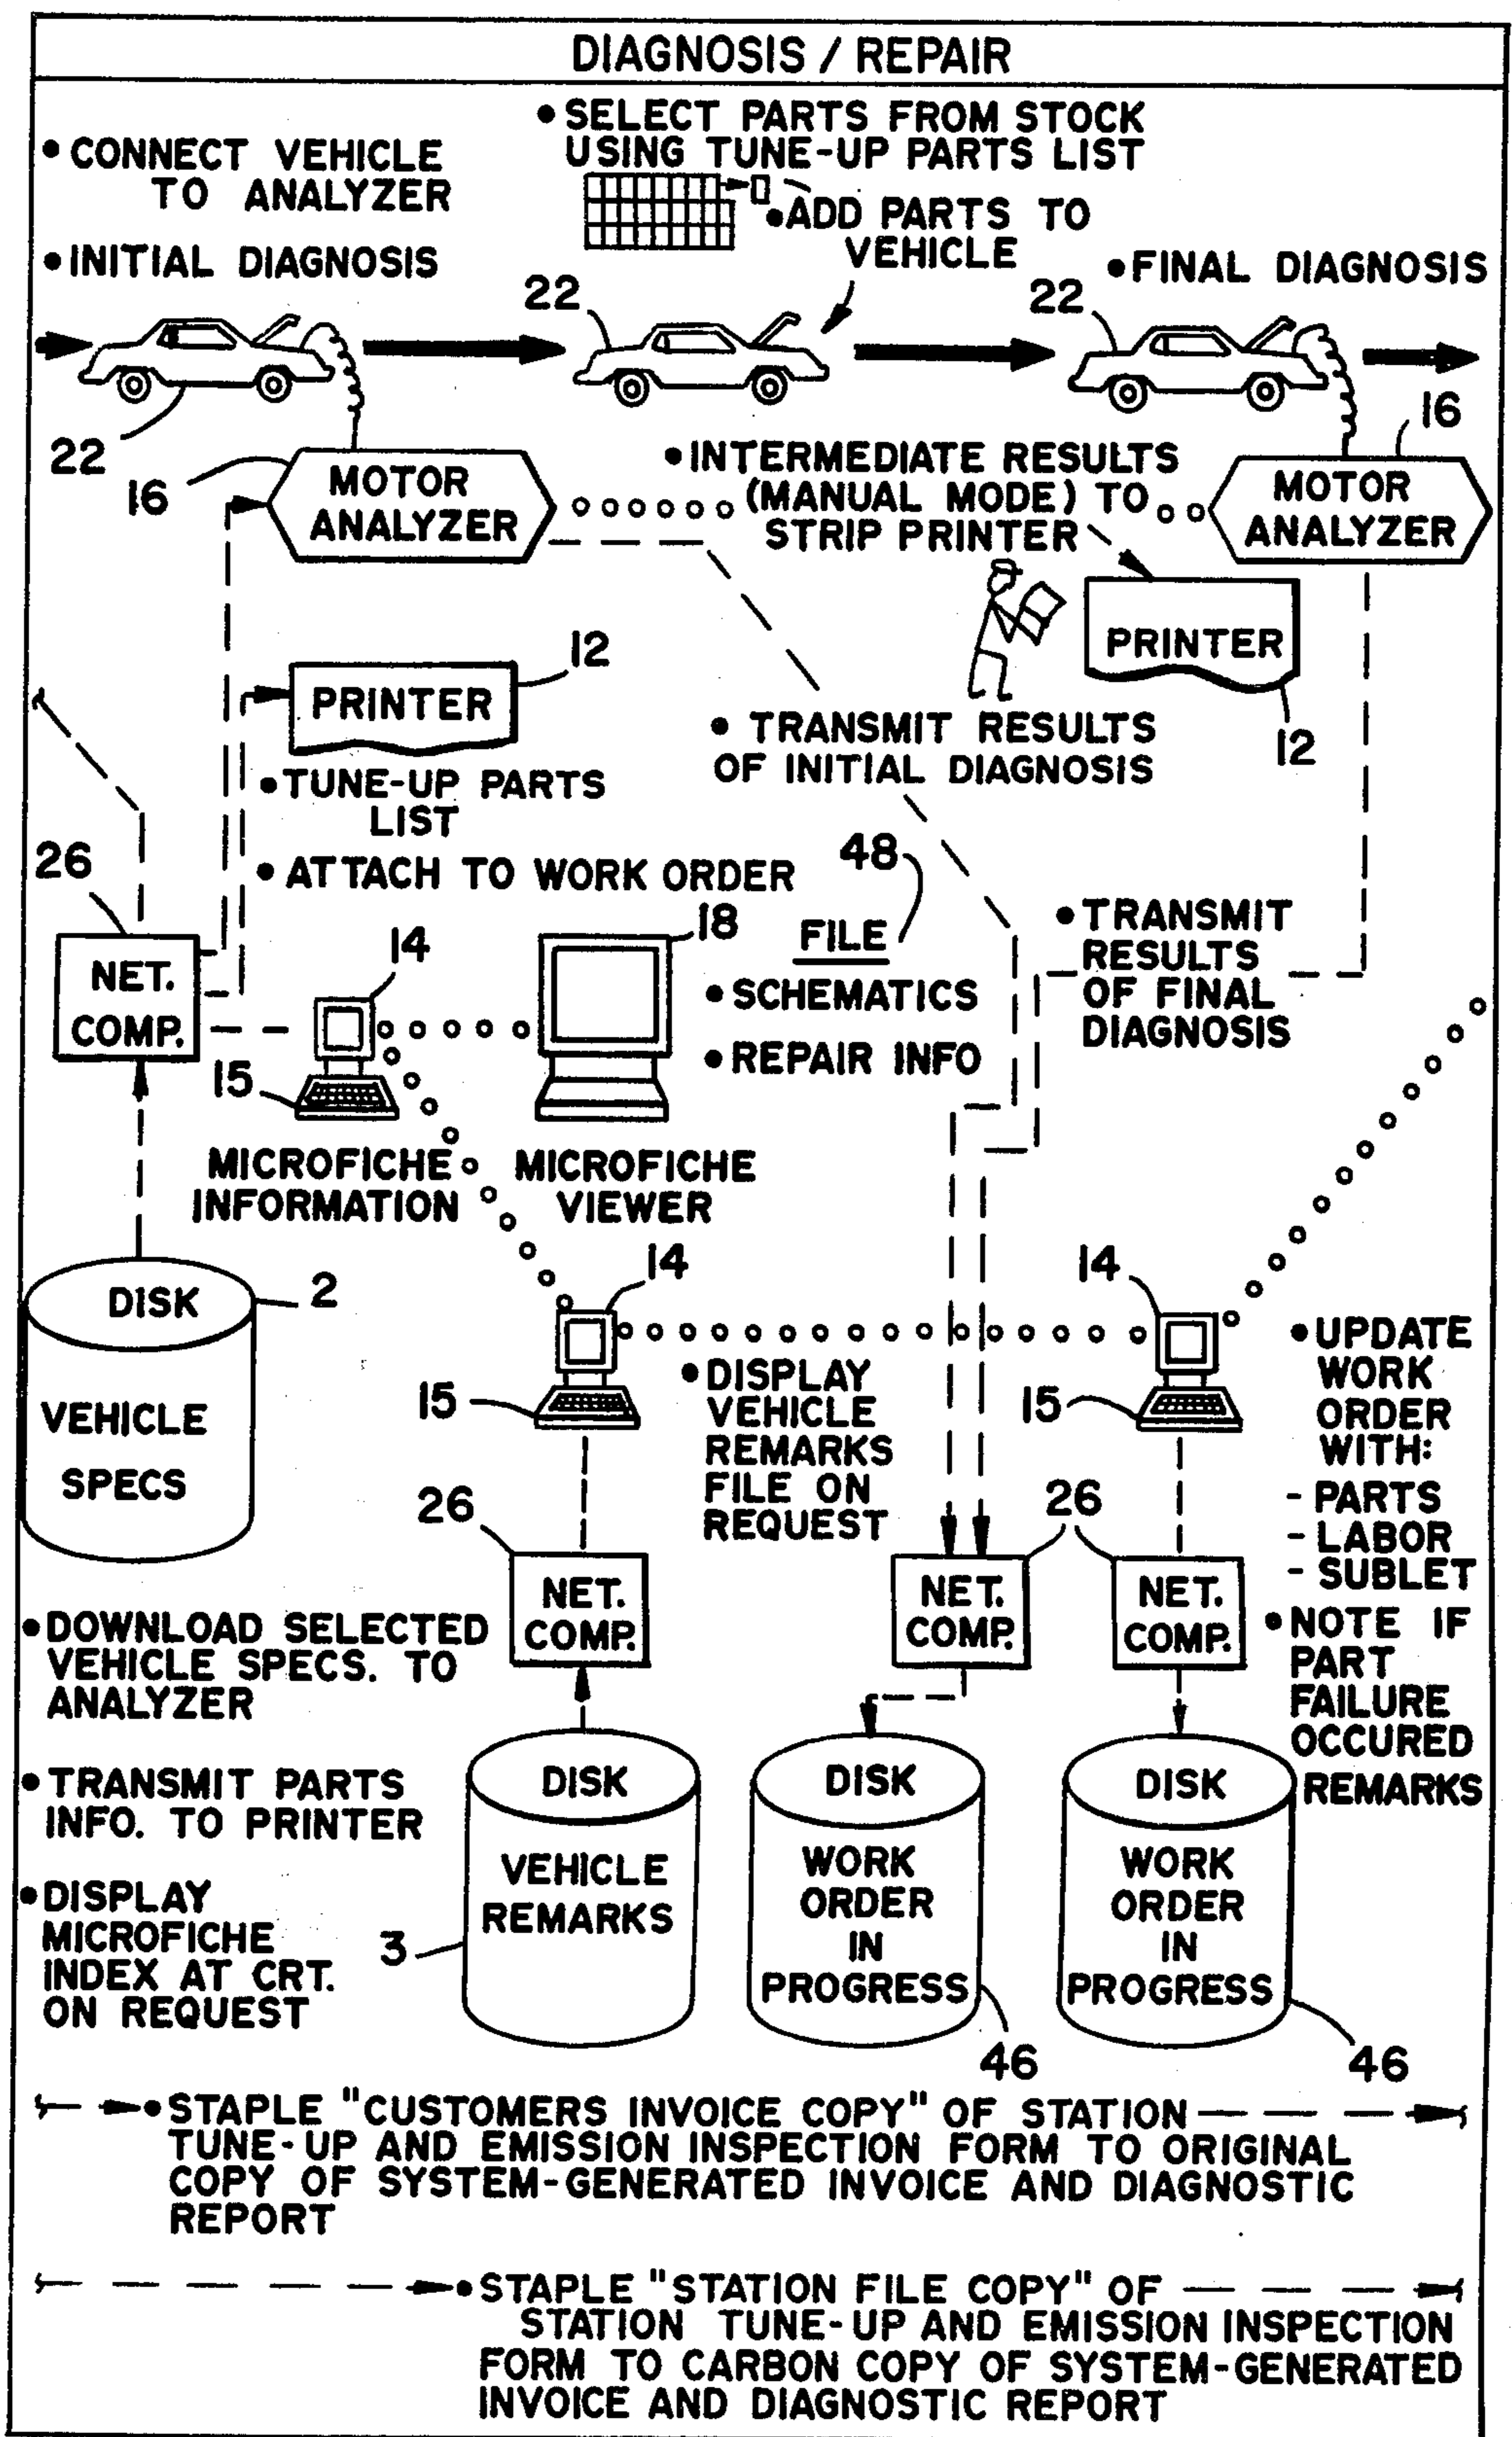 DIAGNOSIS / REPAIR
• CONNECT VEHICLE
TO ANALYZER
• INITIAL DIAGNOSIS
• SELECT PARTS FROM STOCK
USING TUNE-UP PARTS LIST
• ADD PARTS TO
VEHICLE
• FINAL DIAGNOSIS
22
22
22
16
MOTOR
ANALYZER
• INTERMEDIATE RESULTS
(MANUAL MODE) TO
STRIP PRINTER
16
MOTOR
ANALYZER
PRINTER
12
PRINTER
12
• TUNE-UP PARTS
LIST
• ATTACH TO WORK ORDER
• TRANSMIT RESULTS
OF INITIAL DIAGNOSIS
26
NET.
COMP.
14
15
18
48
FILE
• SCHEMATICS
• REPAIR INFO
• TRANSMIT
RESULTS
OF FINAL
DIAGNOSIS
MICROFICHE
INFORMATION
MICROFICHE
VIEWER
DISK
2
VEHICLE
SPECS
14
15
• DISPLAY
VEHICLE
REMARKS
FILE ON
REQUEST
14
15
• UPDATE
WORK
ORDER
WITH:
- PARTS
- LABOR
- SUBLET
• NOTE IF
PART
FAILURE
OCCURED
REMARKS
26
NET.
COMP.
26
NET.
COMP.
NET.
COMP.
• DOWNLOAD SELECTED
VEHICLE SPECS. TO
ANALYZER
• TRANSMIT PARTS
INFO. TO PRINTER
• DISPLAY
MICROFICHE
INDEX AT CRT.
ON REQUEST
DISK
VEHICLE
REMARKS
3
DISK
WORK
ORDER
IN
PROGRESS
46
DISK
WORK
ORDER
IN
PROGRESS
46
• STAPLE "CUSTOMERS INVOICE COPY" OF STATION
TUNE-UP AND EMISSION INSPECTION FORM TO ORIGINAL
COPY OF SYSTEM-GENERATED INVOICE AND DIAGNOSTIC
REPORT
• STAPLE "STATION FILE COPY" OF
STATION TUNE-UP AND EMISSION INSPECTION
FORM TO CARBON COPY OF SYSTEM-GENERATED
INVOICE AND DIAGNOSTIC REPORT